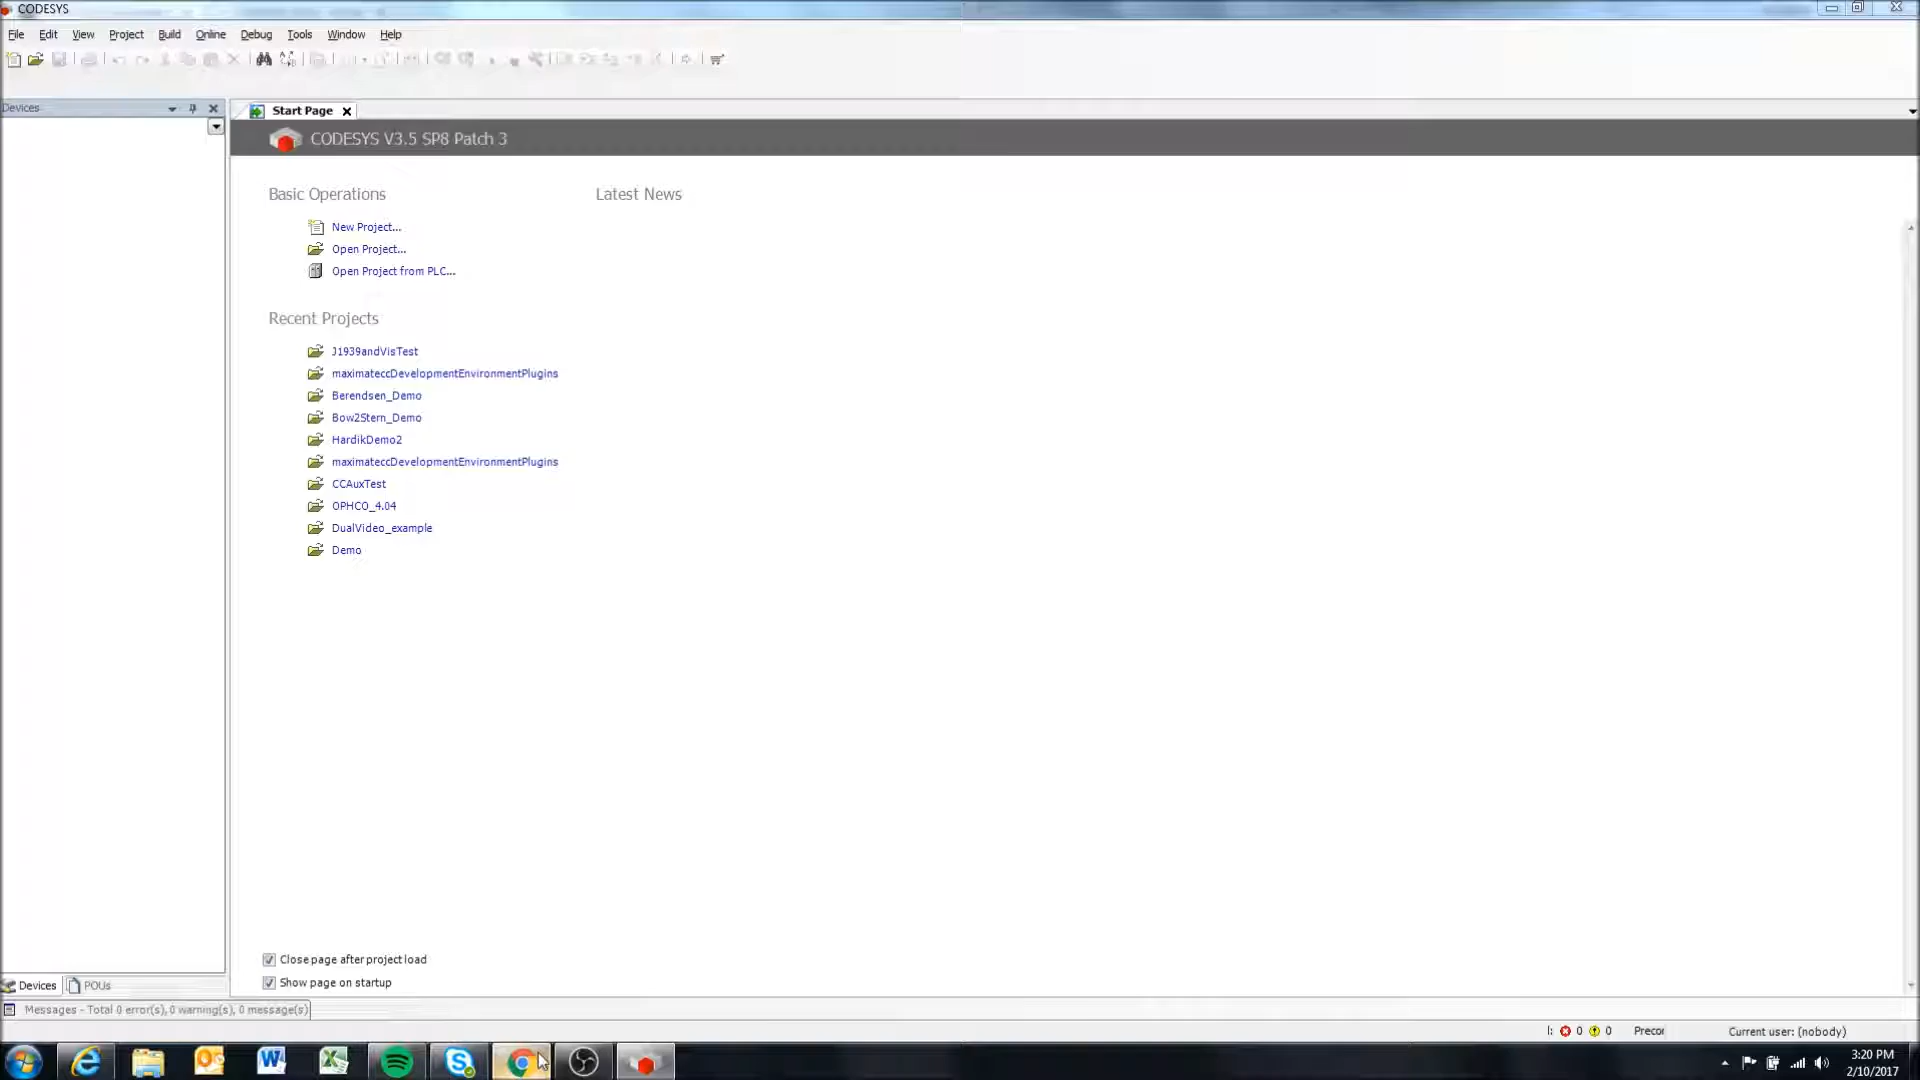 CODESYS
File Edit View Project Build Online Debug Tools Window Help
Devices
Start Page
CODESYS V3.5 SP8 Patch 3
Basic Operations
Latest News
New Project...
Open Project...
Open Project from PLC...
Recent Projects
J1939andVisTest
maximateccDevelopmentEnvironmentPlugins
Berendsen_Demo
Bow2Stern_Demo
HardikDemo2
maximateccDevelopmentEnvironmentPlugins
CCAuxTest
OPHCO_4.04
DualVideo_example
Demo
Close page after project load
Show page on startup
Devices POUs
Messages - Total 0 error(s), 0 warning(s), 0 message(s)
0 0 Precor Current user: (nobody)
3:20 PM
2/10/2017